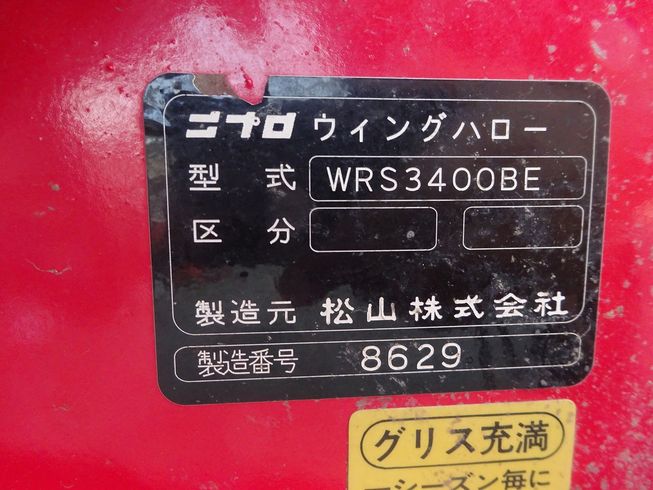 ニプロ ウィングハロー
型式 WRS3400BE
区分
製造元 松山株式会社
製造番号 8629
グリス充満
一シーズン毎に